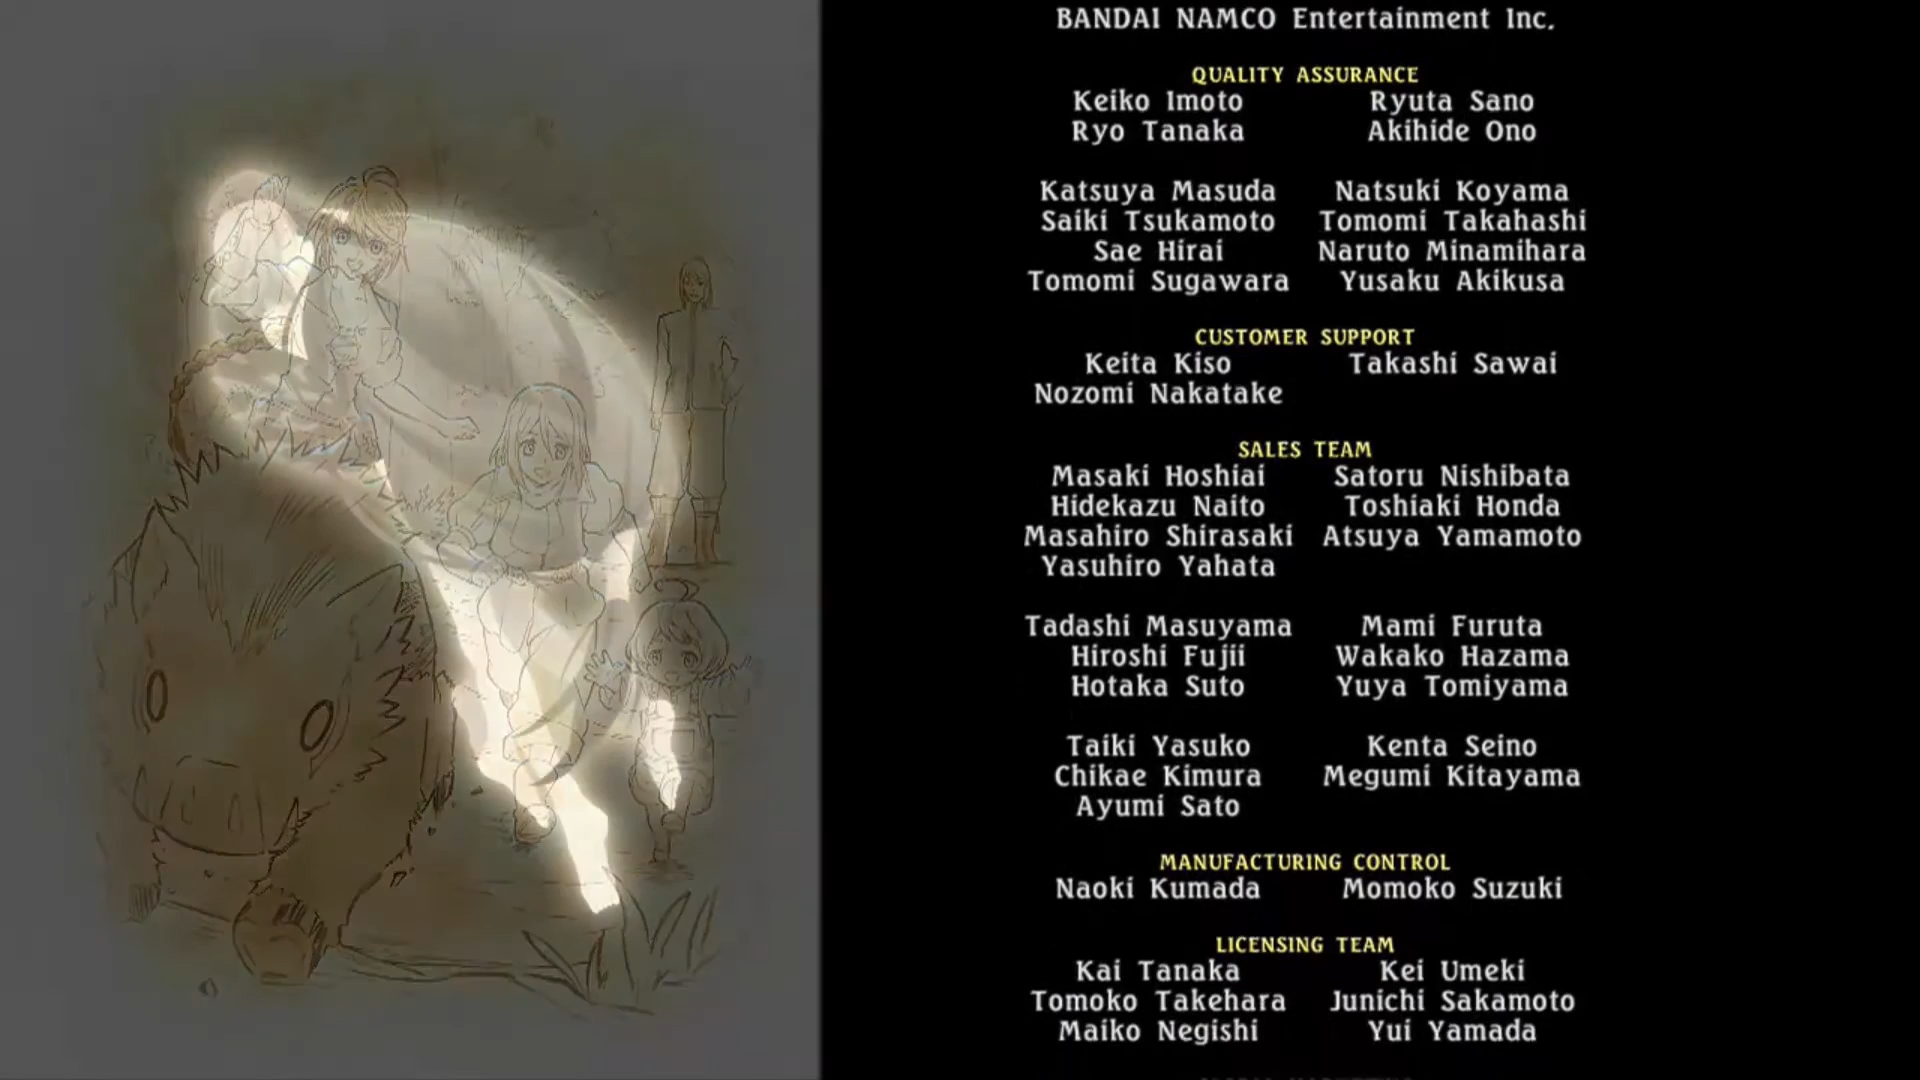 BANDAI NAMCO Entertainment Inc.
QUALITY ASSURANCE
Keiko Imoto Ryuta Sano
Ryo Tanaka Akihide Ono
Katsuya Masuda Natsuki Koyama
Saiki Tsukamoto Tomomi Takahashi
Sae Hirai Naruto Minamihara
Tomomi Sugawara Yusaku Akikusa
CUSTOMER SUPPORT
Keita Kiso Takashi Sawai
Nozomi Nakatake
SALES TEAM
Masaki Hoshiai Satoru Nishibata
Hidekazu Naito Toshiaki Honda
Masahiro Shirasaki Atsuya Yamamoto
Yasuhiro Yahata
Tadashi Masuyama Mami Furuta
Hiroshi Fujii Wakako Hazama
Hotaka Suto Yuya Tomiyama
Taiki Yasuko Kenta Seino
Chikae Kimura Megumi Kitayama
Ayumi Sato
MANUFACTURING CONTROL
Naoki Kumada Momoko Suzuki
LICENSING TEAM
Kai Tanaka Kei Umeki
Tomoko Takehara Junichi Sakamoto
Maiko Negishi Yui Yamada